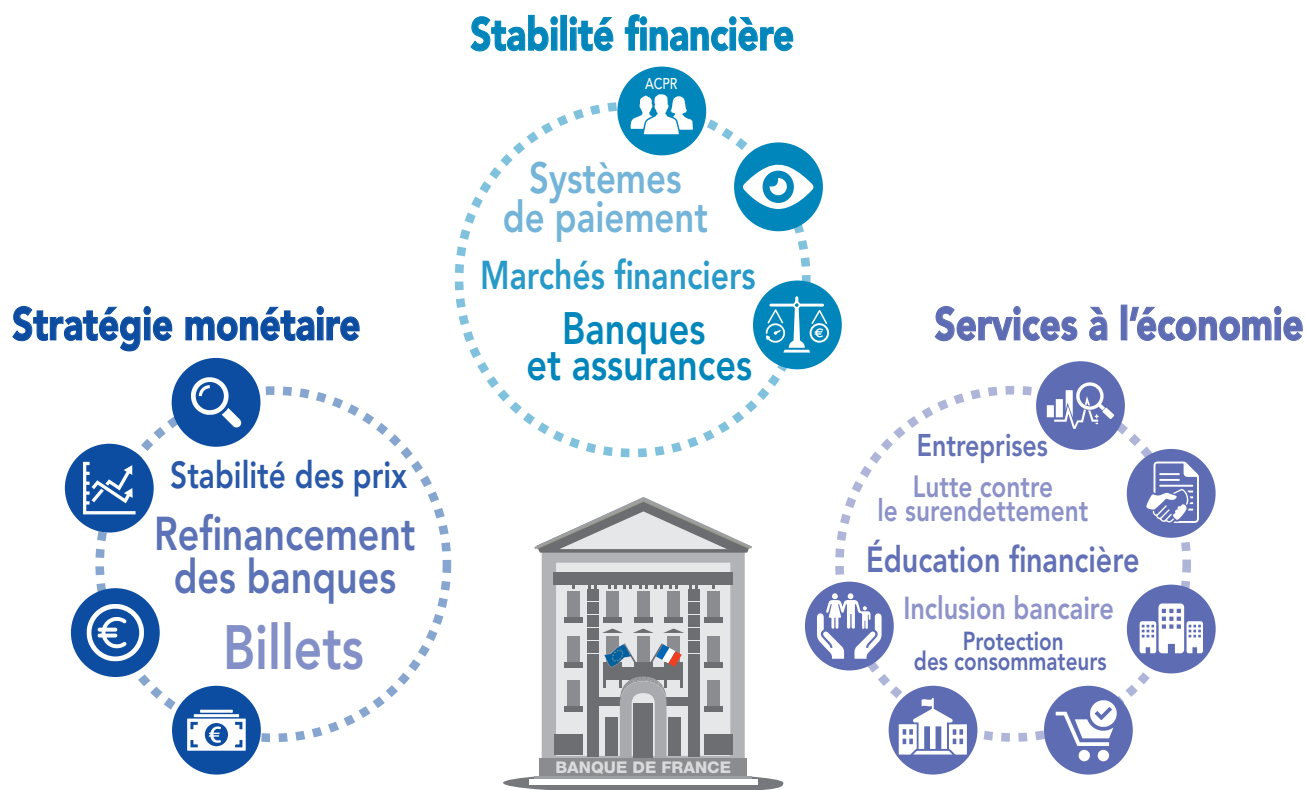 Stabilité financière
ACPR
Systèmes
de paiement
Marchés financiers
Banques
et assurances
€
Stratégie monétaire
Stabilité des prix
Refinancement
des banques
Billets
€
€
Services à l’économie
Entreprises
Lutte contre
le surendettement
Éducation financière
Inclusion bancaire
Protection
des consommateurs
BANQUE DE FRANCE